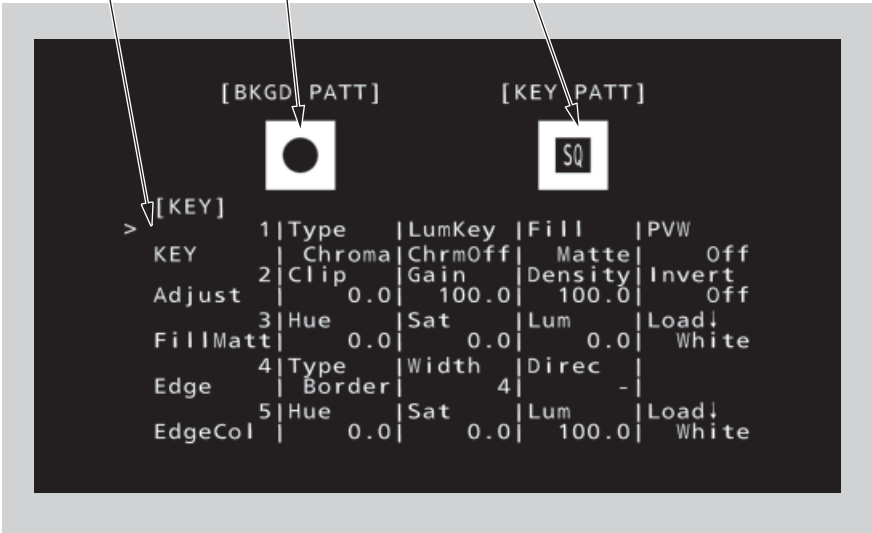 [BKGD PATT] [KEY PATT]
SQ
[KEY]
> 1|Type |LumKey |Fill |PVW
KEY | Chroma|ChrmOff| Matte| Off
2|Clip |Gain |Density|Invert
Adjust | 0.0| 100.0| 100.0| Off
3|Hue |Sat |Lum |Load↓
FillMatt| 0.0| 0.0| 0.0| White
4|Type |Width |Direc |
Edge | Border| 4| -|
5|Hue |Sat |Lum |Load↓
EdgeCol | 0.0| 0.0| 100.0| White